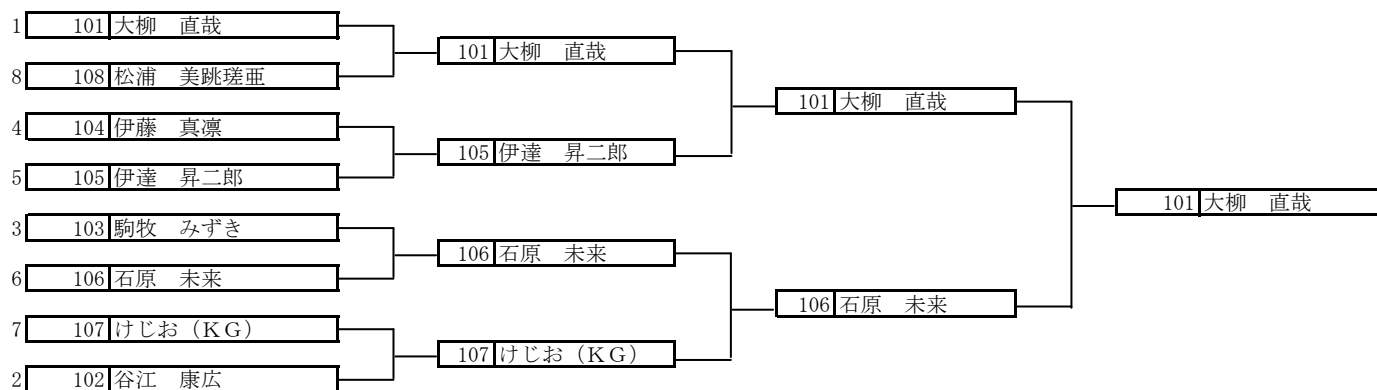 1 101 大柳　直哉
8 108 松浦　美跳瑳亜
4 104 伊藤　真凛
5 105 伊達　昇二郎
3 103 駒牧　みずき
6 106 石原　未来
7 107 けじお（ＫＧ）
2 102 谷江　康広
101 大柳　直哉
105 伊達　昇二郎
106 石原　未来
107 けじお（ＫＧ）
101 大柳　直哉
106 石原　未来
101 大柳　直哉